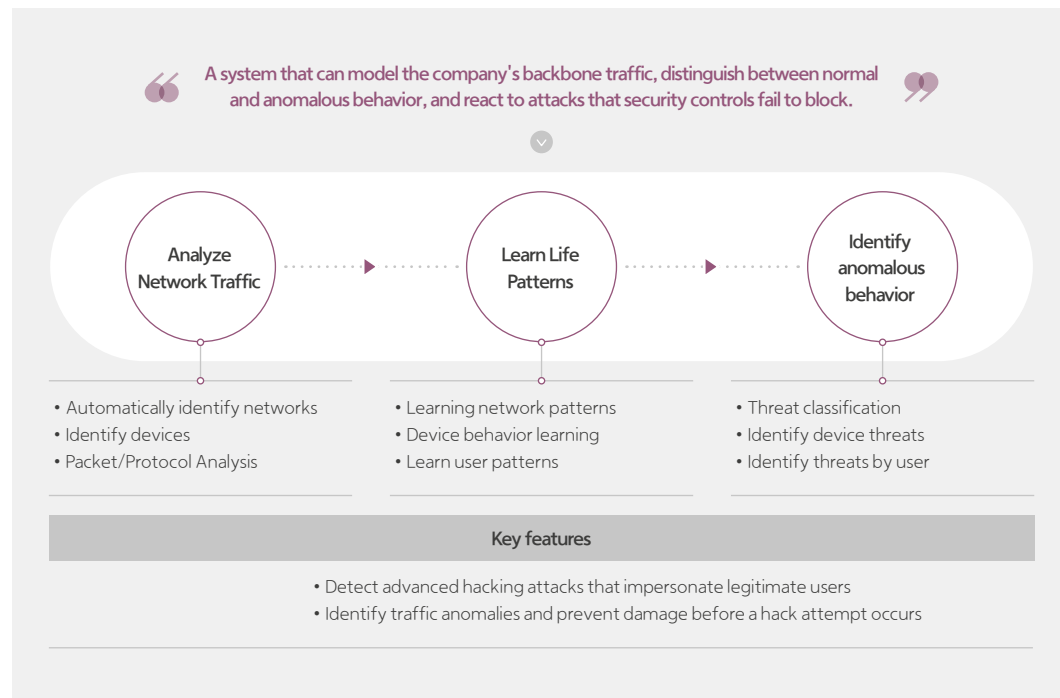 A system that can model the company's backbone traffic, distinguish between normal
and anomalous behavior, and react to attacks that security controls fail to block.
Analyze
Network Traffic
Learn Life
Patterns
Identify
anomalous
behavior
• Automatically identify networks
• Identify devices
• Packet/Protocol Analysis
• Learning network patterns
• Device behavior learning
• Learn user patterns
• Threat classification
• Identify device threats
• Identify threats by user
Key features
• Detect advanced hacking attacks that impersonate legitimate users
• Identify traffic anomalies and prevent damage before a hack attempt occurs